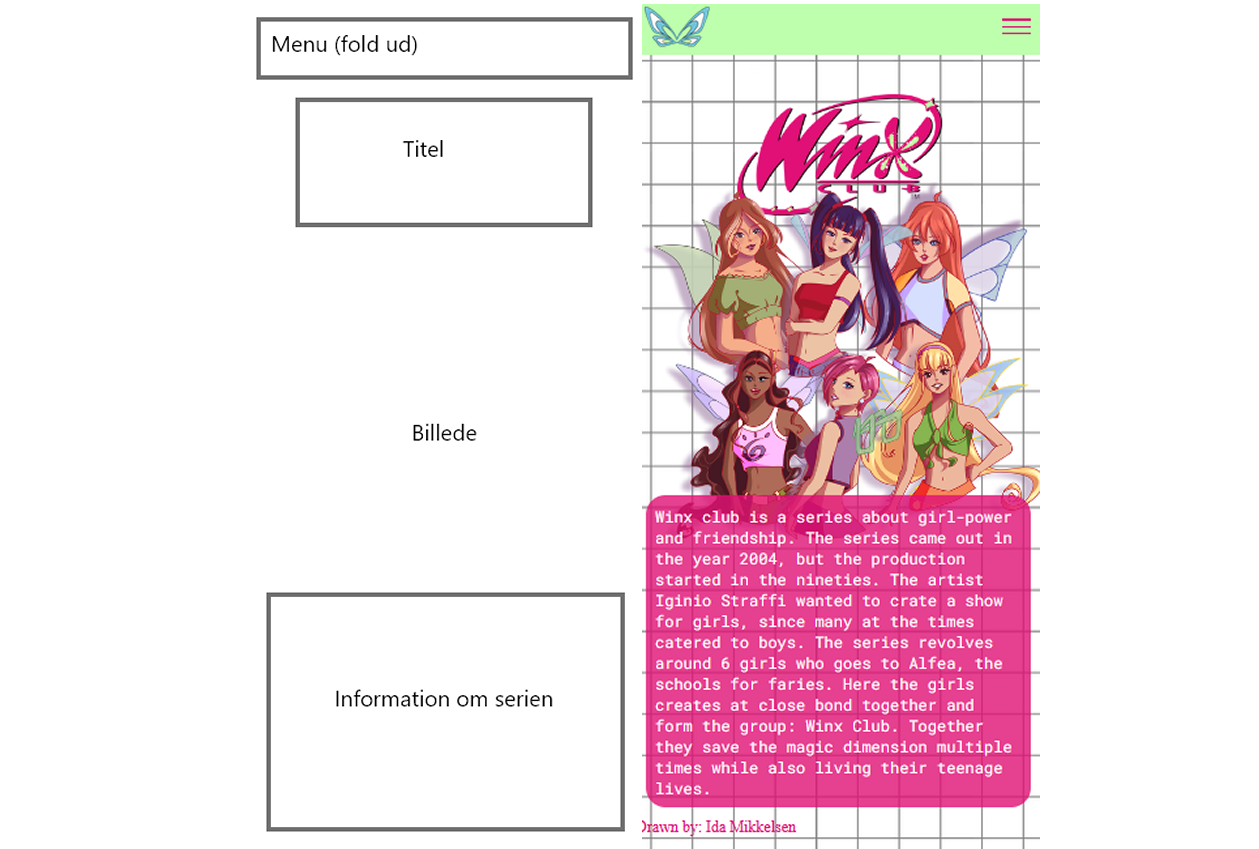 Menu (fold ud)
Titel
Billede
Information om serien
Winx
CLUB
Winx club is a series about girl-power
and friendship. The series came out in
the year 2004, but the production
started in the nineties. The artist
Iginio Straffi wanted to crate a show
for girls, since many at the times
catered to boys. The series revolves
around 6 girls who goes to Alfea, the
schools for faries. Here the girls
creates at close bond together and
form the group: Winx Club. Together
they save the magic dimension multiple
times while also living their teenage
lives.
Drawn by: Ida Mikkelsen